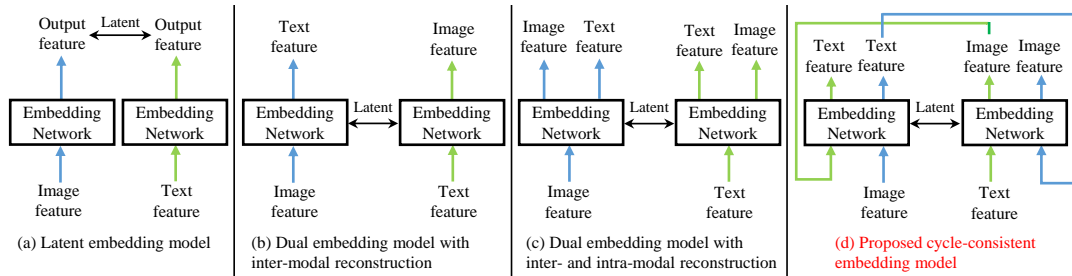 Output feature
Latent
Output feature
Embedding Network
Embedding Network
Image feature
Text feature
(a) Latent embedding model
Text feature
Image feature
Embedding Network
Latent
Embedding Network
Image feature
Text feature
(b) Dual embedding model with
inter-modal reconstruction
Image feature
Text feature
Text feature
Image feature
Embedding Network
Latent
Embedding Network
Image feature
Text feature
(c) Dual embedding model with
inter- and intra-modal reconstruction
Text feature
Text feature
Image feature
Image feature
Embedding Network
Latent
Embedding Network
Image feature
Text feature
(d) Proposed cycle-consistent
embedding model